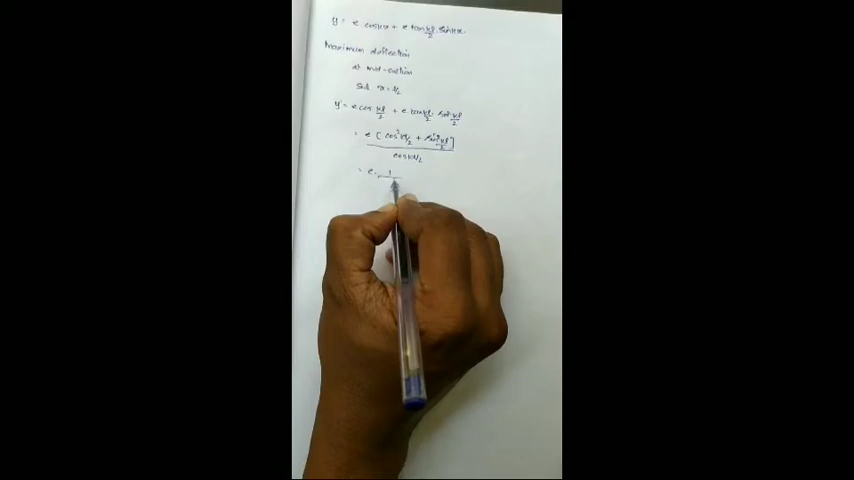 y = e cos kx + e tan kl/2 . sin kx.
Maximum deflection
at mid-section
Sub x = l/2
y = e cos kl/2 + e tan kl/2 . sin kl/2
= e [cos² kl/2 + sin² kl/2]
cos kl/2
= e. 1